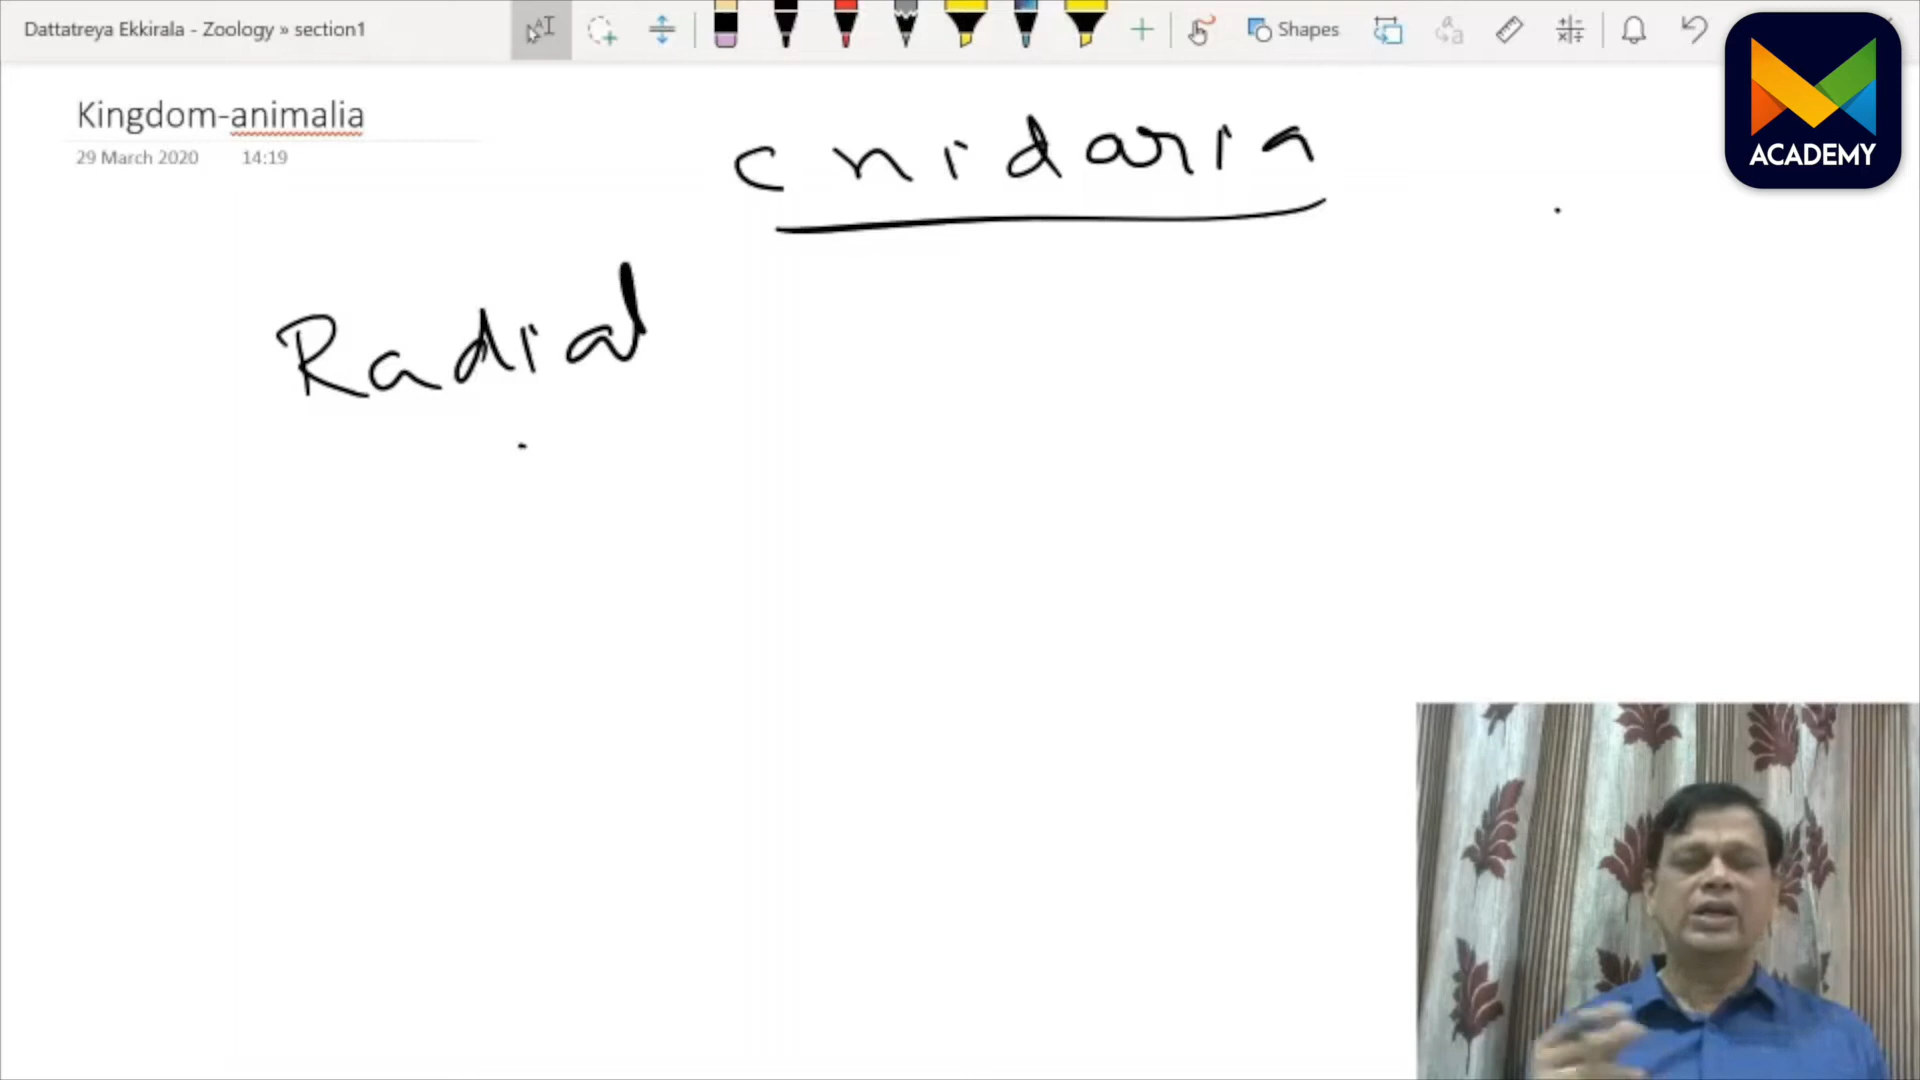 Dattatreya Ekkirala - Zoology » section1
Shapes
Kingdom-animalia
29 March 2020 14:19
cnidaria
Radial
ACADEMY